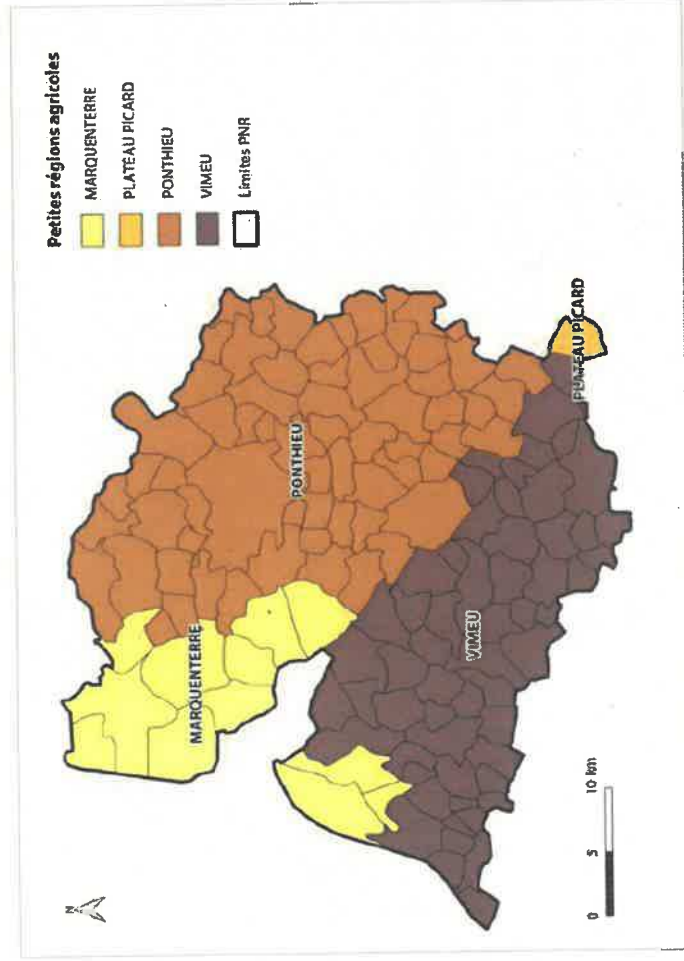 Petites régions agricoles
MARQUENTERRE
PLATEAU PICARD
PONTHIEU
VIMEU
Limites PNR
N
MARQUENTERRE
PONTHIEU
VIMEU
PLATEAU PICARD
0 5 10 km